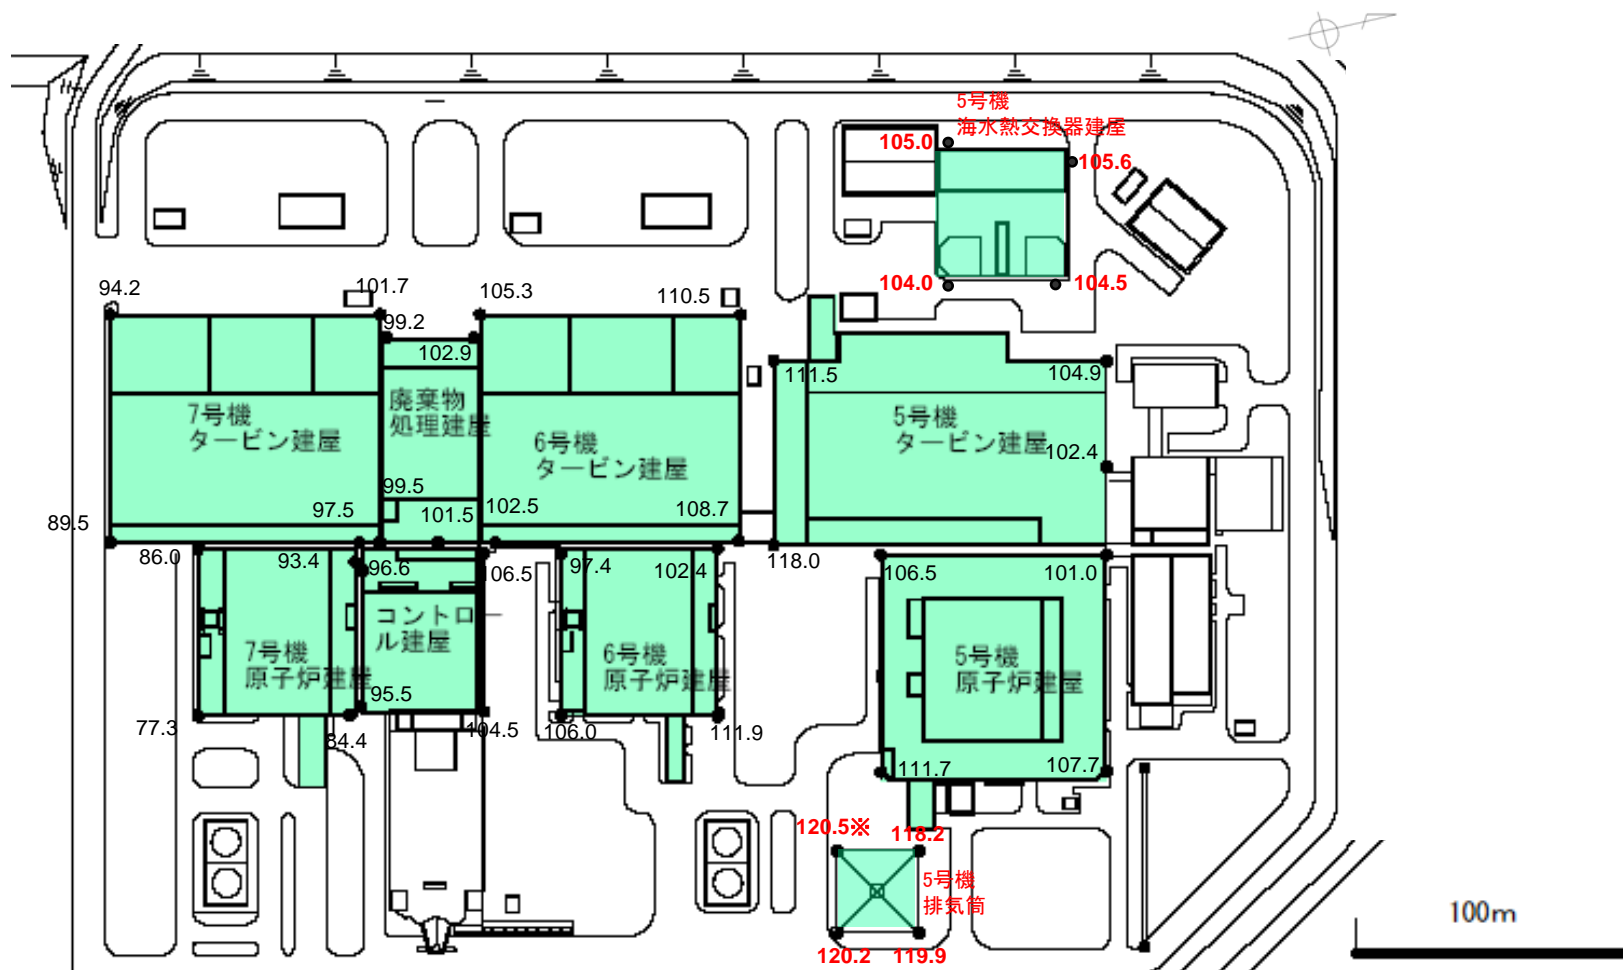 5号機
海水熱交換器建屋
105.0
105.6
104.0
104.5
94.2
101.7
105.3
110.5
99.2
102.9
111.5
104.9
7号機
タービン建屋
廃棄物
処理建屋
6号機
タービン建屋
5号機
タービン建屋
102.4
99.5
97.5
101.5
102.5
108.7
89.5
86.0
93.4
96.6
106.5
97.4
102.4
118.0
106.5
101.0
コントロー
ル建屋
7号機
原子炉建屋
6号機
原子炉建屋
5号機
原子炉建屋
95.5
77.3
84.4
104.5
106.0
111.9
111.7
107.7
120.5※
118.2
5号機
排気筒
120.2
119.9
100m